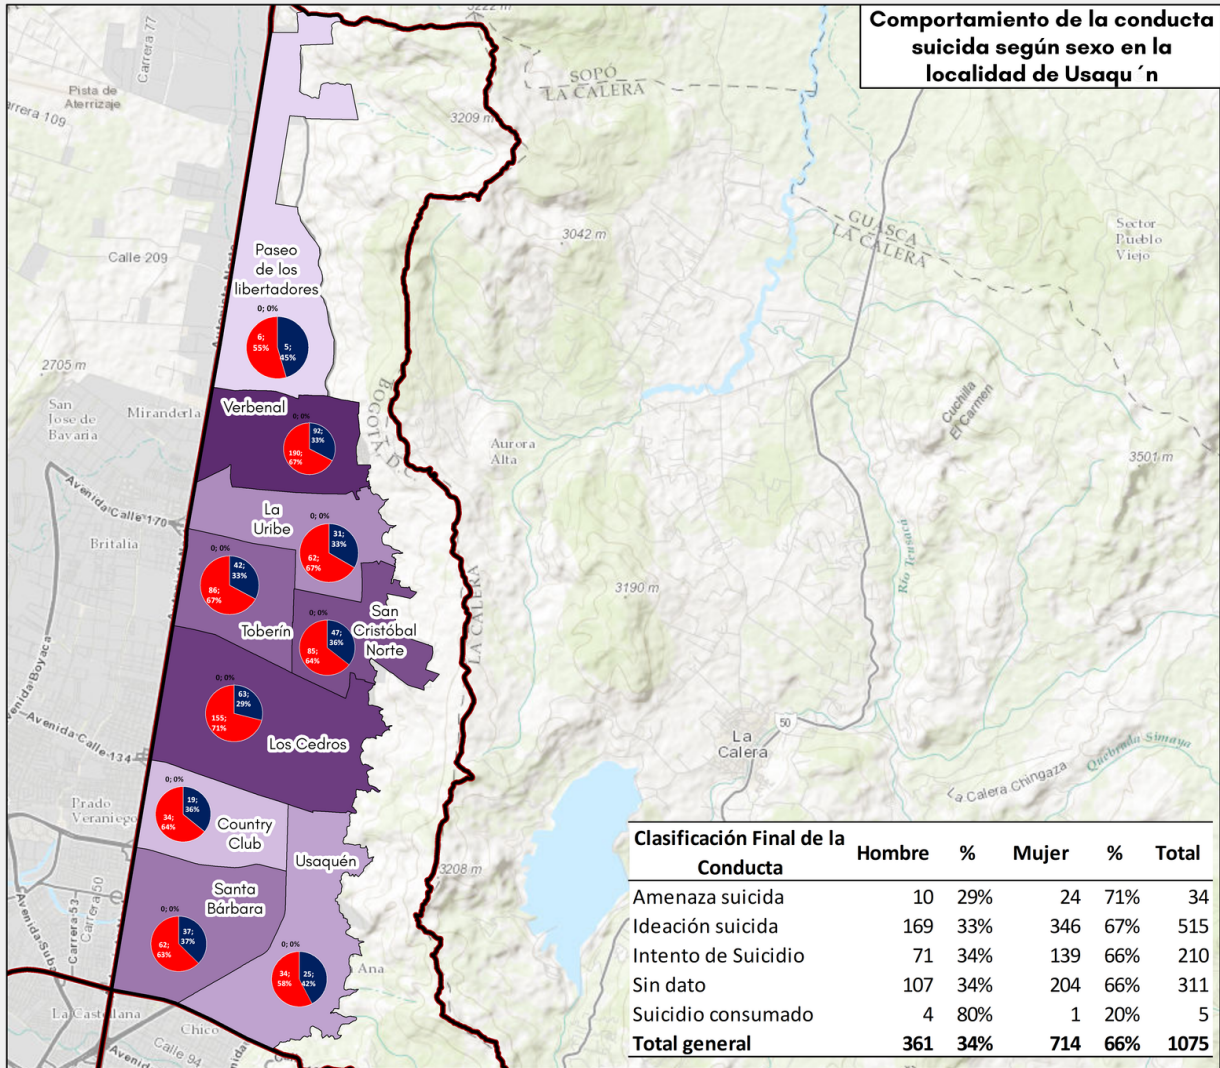 Comportamiento de la conducta
suicida según sexo en la
localidad de Usaqu´n
3222 m
Carrera 77
SOPÓ
LA CALERA
Pista de
Aterrizaje
arrera 109
3209 m
GUASCA
LA CALERA
Sector
Pueblo
Viejo
3042 m
Calle 209
Paseo
de los
libertadores
0; 0%
6;
55%
5;
45%
2705 m
San
Jose de
Bavaria
Miranderla
BOGOTA D.C
Cuchilla
El Carmen
Verbenal
0; 0%
92;
33%
190;
67%
Aurora
Alta
3501 m
Avenida Calle 170
La
Uribe
0; 0%
31;
33%
62;
67%
Britalia
0; 0%
42;
33%
86;
67%
Toberín
Rio Teusaca
3190 m
LA CALERA
San
Cristóbal
Norte
0; 0%
47;
36%
85;
64%
venida Boyaca
0; 0%
63;
29%
155;
71%
Los Cedros
Avenida Calle 134
50
La
Calera
Quebrada Simaya
La Calera Chingaza
Prado
Veraniego
0; 0%
19;
36%
34;
64%
Country
Club
Usaquén
3208 m
Carrera 53
Carrera 50
Avenida Suba
Santa
Bárbara
0; 0%
37;
37%
62;
63%
0; 0%
34;
58%
25;
42%
Ana
La Castellana
Chico
Calle 94
Avenid
Clasificación Final de la
Conducta Hombre % Mujer % Total
Amenaza suicida 10 29% 24 71% 34
Ideación suicida 169 33% 346 67% 515
Intento de Suicidio 71 34% 139 66% 210
Sin dato 107 34% 204 66% 311
Suicidio consumado 4 80% 1 20% 5
Total general 361 34% 714 66% 1075